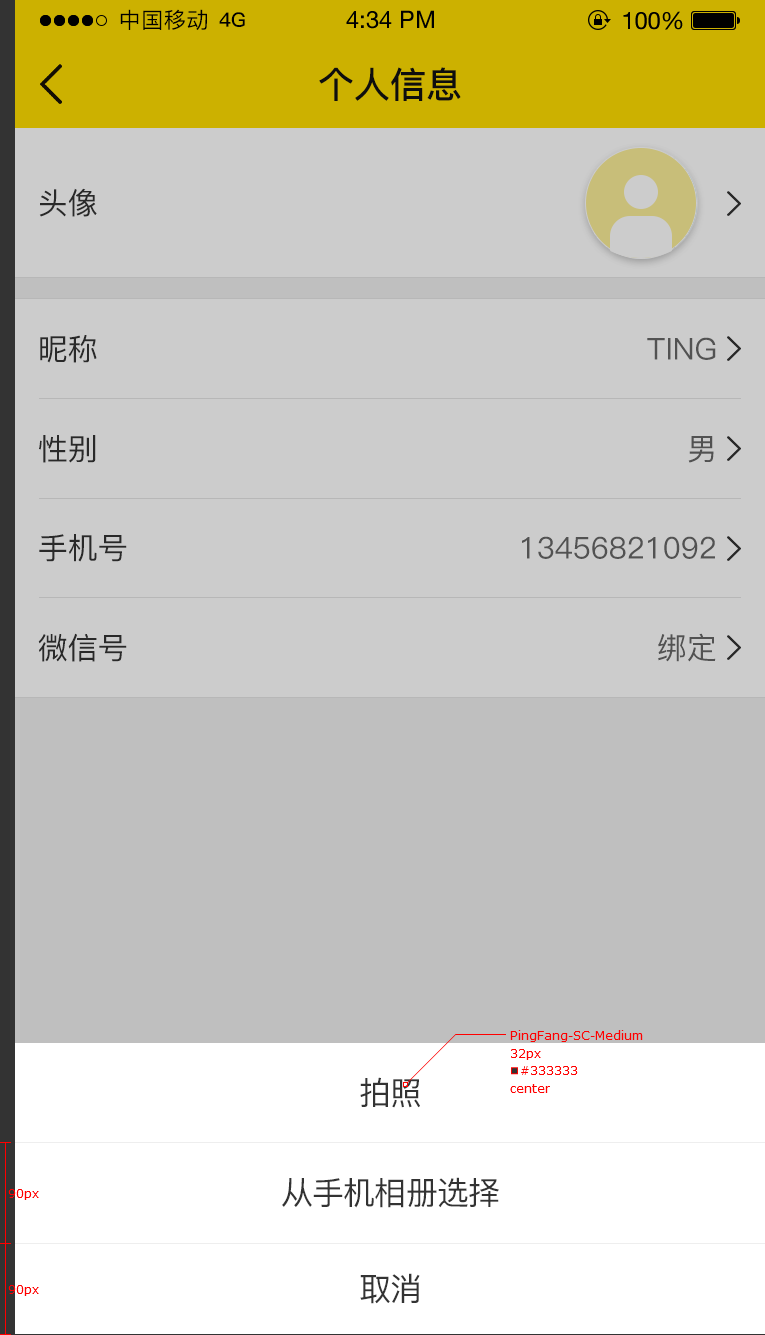 中国移动 4G 4:34 PM 100%
个人信息
头像
昵称 TING
性别 男
手机号 13456821092
微信号 绑定
PingFang-SC-Medium
32px
#333333
center
拍照
从手机相册选择
90px
取消
90px